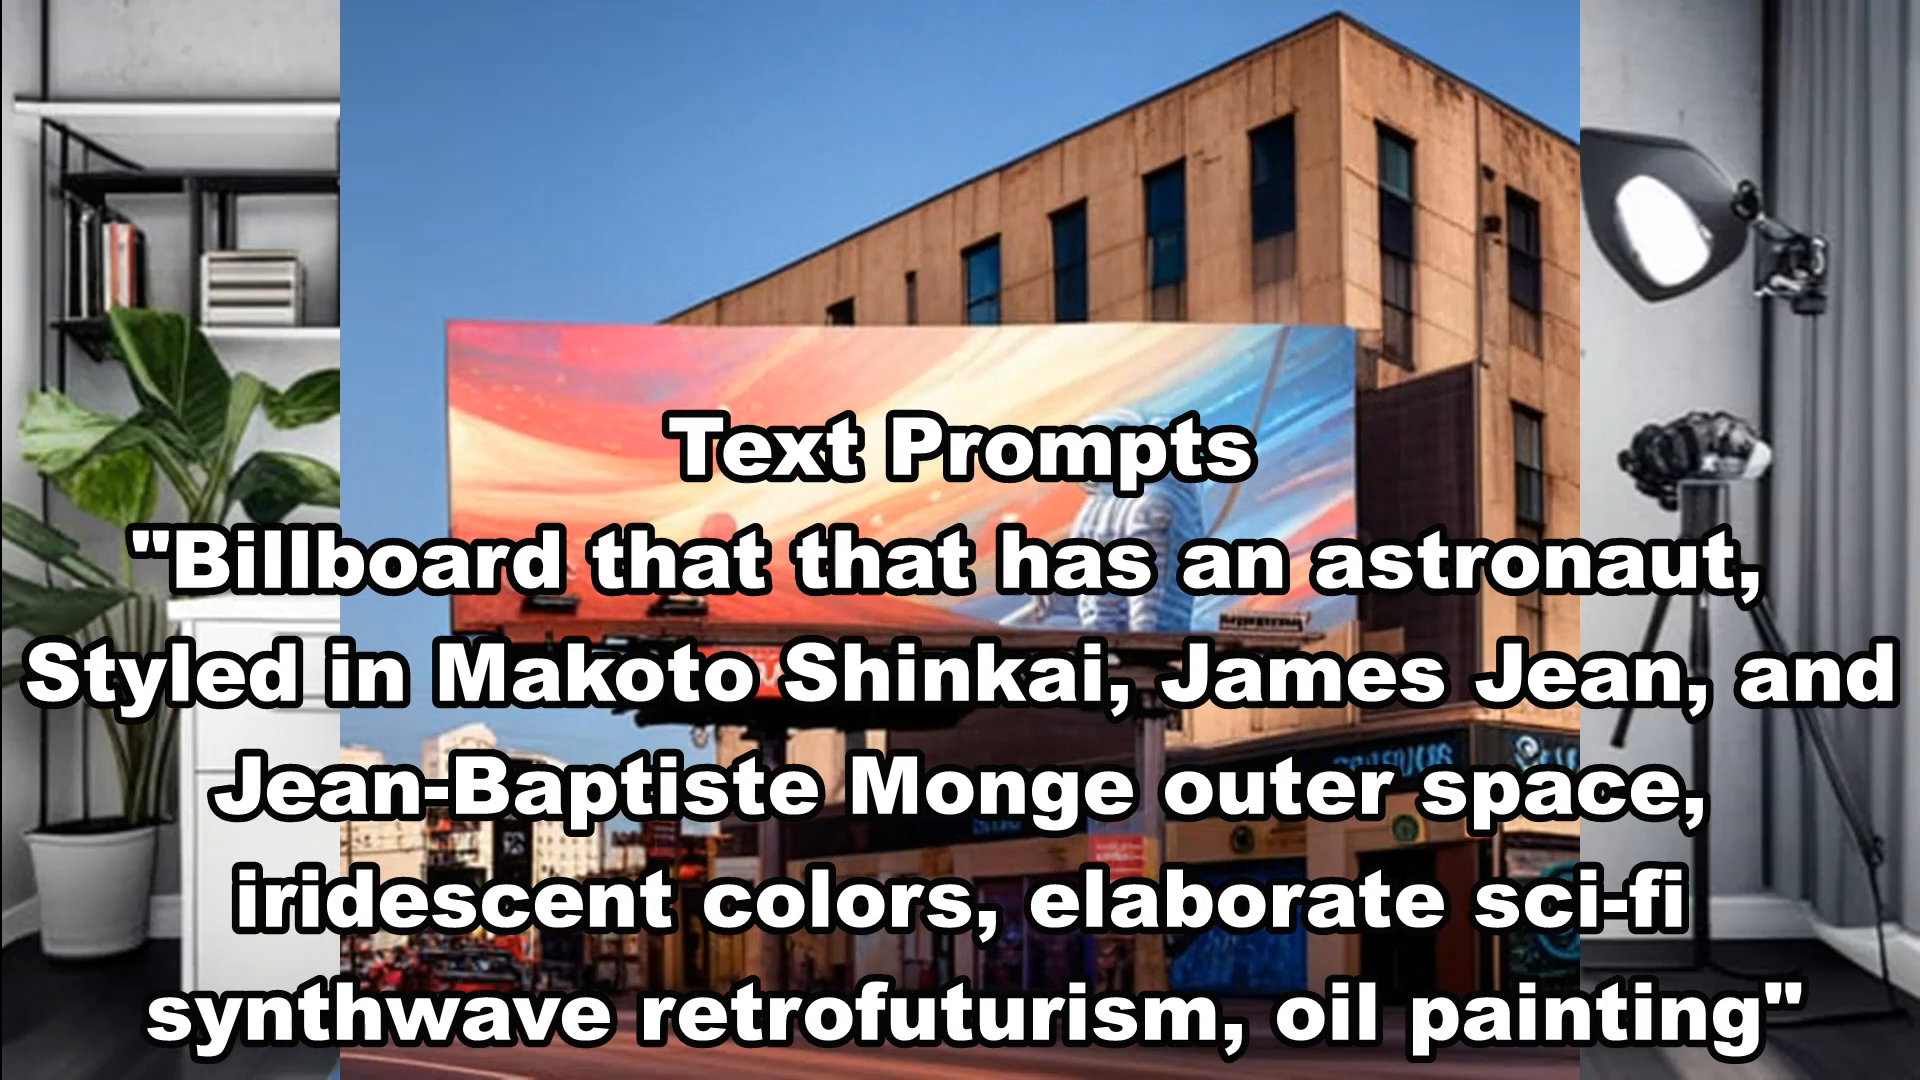 Text Prompts
"Billboard that that has an astronaut,
Styled in Makoto Shinkai, James Jean, and
Jean-Baptiste Monge outer space,
iridescent colors, elaborate sci-fi
synthwave retrofuturism, oil painting"